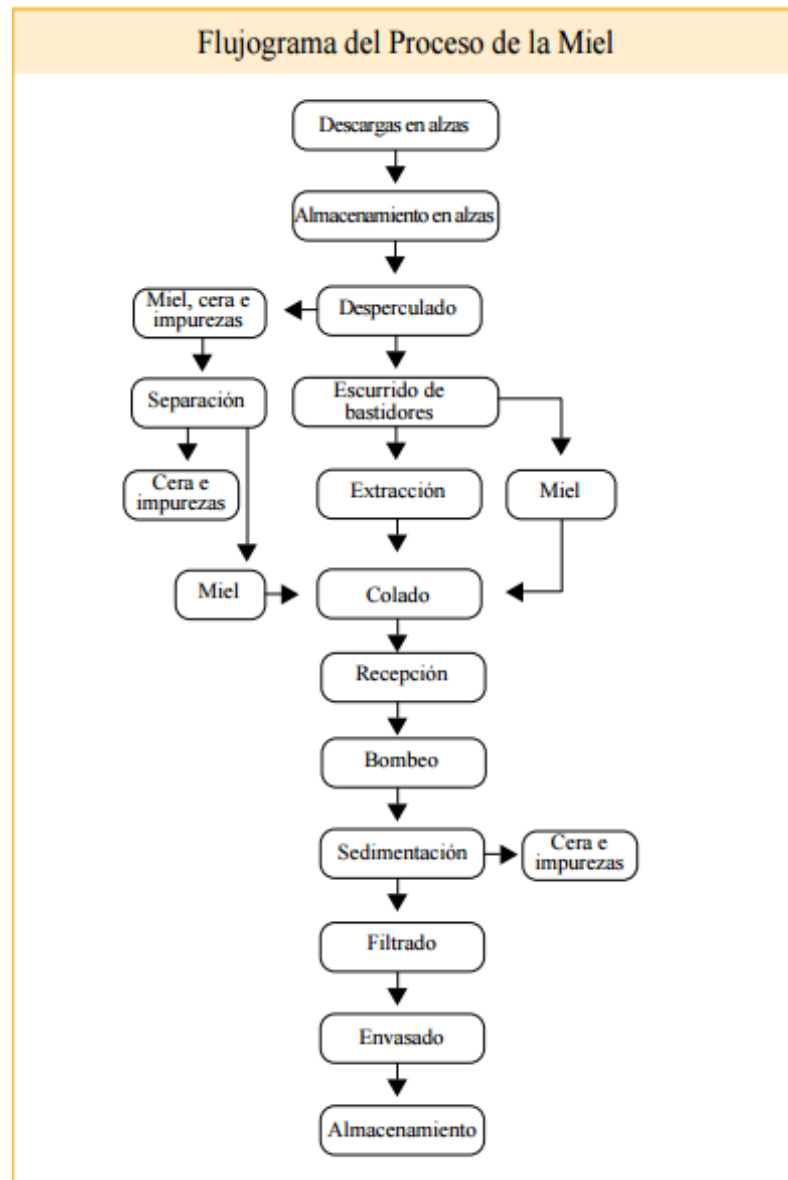 Flujograma del Proceso de la Miel
Descargas en alzas
Almacenamiento en alzas
Miel, cera e
impurezas
Desperculado
Separación
Escurrido de
bastidores
Cera e
impurezas
Extracción
Miel
Miel
Colado
Recepción
Bombeo
Sedimentación
Cera e
impurezas
Filtrado
Envasado
Almacenamiento